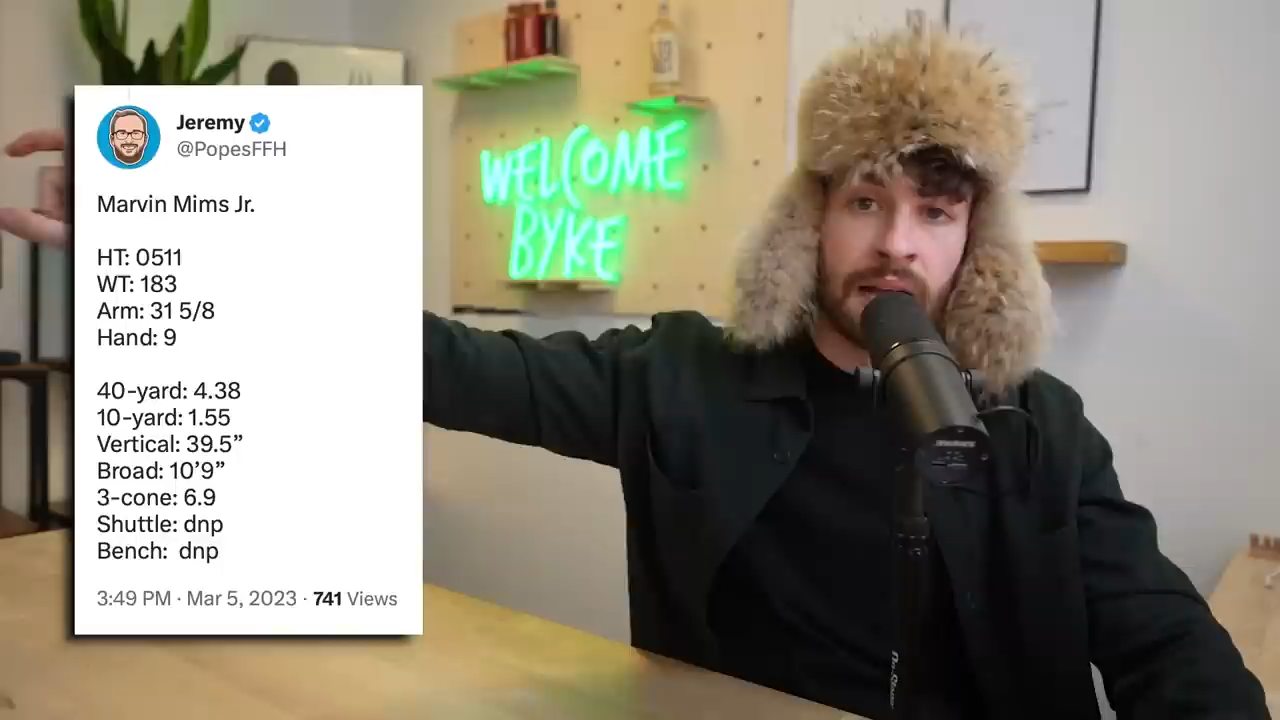 Jeremy
@PopesFFH
Marvin Mims Jr.
HT: 0511
WT: 183
Arm: 31 5/8
Hand: 9
40-yard: 4.38
10-yard: 1.55
Vertical: 39.5”
Broad: 10’9”
3-cone: 6.9
Shuttle: dnp
Bench: dnp
3:49 PM · Mar 5, 2023 · 741 Views
WELCOME
BYKE